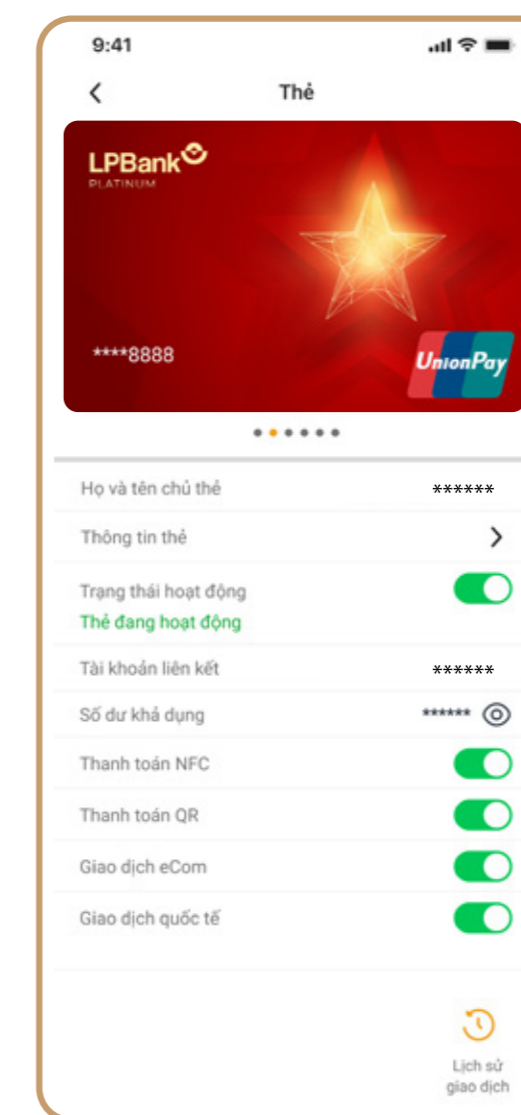 9:41
Thẻ
LPBank
PLATINUM
****8888
UnionPay
Họ và tên chủ thẻ ******
Thông tin thẻ
Trạng thái hoạt động
Thẻ đang hoạt động
Tài khoản liên kết ******
Số dư khả dụng ******
Thanh toán NFC
Thanh toán QR
Giao dịch eCom
Giao dịch quốc tế
Lịch sử
giao dịch